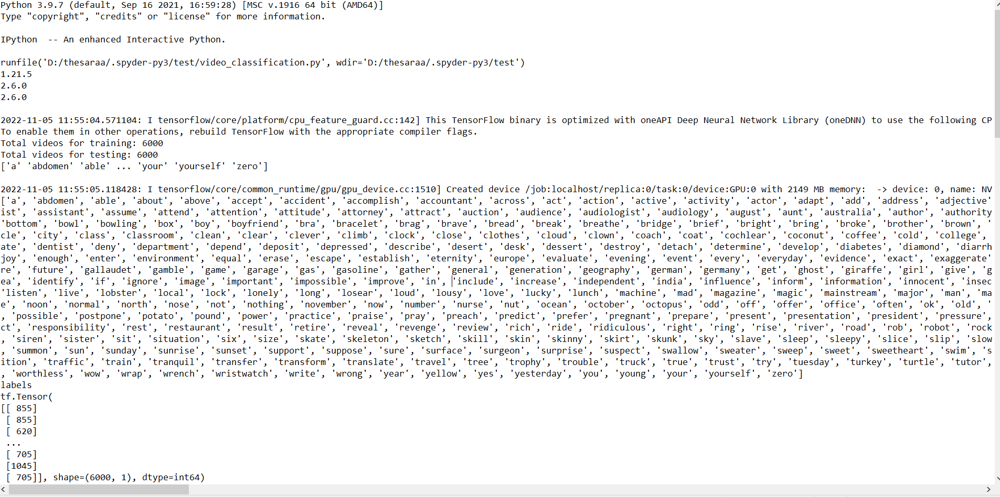 Python 3.9.7 (default, Sep 16 2021, 16:59:28) [MSC v.1916 64 bit (AMD64)]
Type "copyright", "credits" or "license" for more information.
IPython  -- An enhanced Interactive Python.
runfile('D:/thesaraa/.spyder-py3/test/video_classification.py', wdir='D:/thesaraa/.spyder-py3/test')
1.21.5
2.6.0
2.6.0
2022-11-05 11:55:04.571104: I tensorflow/core/platform/cpu_feature_guard.cc:142] This TensorFlow binary is optimized with oneAPI Deep Neural Network Library (oneDNN) to use the following CP
To enable them in other operations, rebuild TensorFlow with the appropriate compiler flags.
Total videos for training: 6000
Total videos for testing: 6000
['a' 'abdomen' 'able' ... 'your' 'yourself' 'zero']
2022-11-05 11:55:05.118428: I tensorflow/core/common_runtime/gpu/gpu_device.cc:1510] Created device /job:localhost/replica:0/task:0/device:GPU:0 with 2149 MB memory:  -> device: 0, name: NV
['a', 'abdomen', 'able', 'about', 'above', 'accept', 'accident', 'accomplish', 'accountant', 'across', 'act', 'action', 'active', 'activity', 'actor', 'adapt', 'add', 'address', 'adjective'
ist', 'assistant', 'assume', 'attend', 'attention', 'attitude', 'attorney', 'attract', 'auction', 'audience', 'audiologist', 'audiology', 'august', 'aunt', 'australia', 'author', 'authority
'bottom', 'bowl', 'bowling', 'box', 'boy', 'boyfriend', 'bra', 'bracelet', 'brag', 'brave', 'bread', 'break', 'breathe', 'bridge', 'brief', 'bright', 'bring', 'broke', 'brother', 'brown', '
cle', 'city', 'class', 'classroom', 'clean', 'clear', 'clever', 'climb', 'clock', 'close', 'clothes', 'cloud', 'clown', 'coach', 'coat', 'cochlear', 'coconut', 'coffee', 'cold', 'college',
ate', 'dentist', 'deny', 'department', 'depend', 'deposit', 'depressed', 'describe', 'desert', 'desk', 'dessert', 'destroy', 'detach', 'determine', 'develop', 'diabetes', 'diamond', 'diarrh
joy', 'enough', 'enter', 'environment', 'equal', 'erase', 'escape', 'establish', 'eternity', 'europe', 'evaluate', 'evening', 'event', 'every', 'everyday', 'evidence', 'exact', 'exaggerate'
re', 'future', 'gallaudet', 'gamble', 'game', 'garage', 'gas', 'gasoline', 'gather', 'general', 'generation', 'geography', 'german', 'germany', 'get', 'ghost', 'giraffe', 'girl', 'give', 'g
ea', 'identify', 'if', 'ignore', 'image', 'important', 'impossible', 'improve', 'in', 'include', 'increase', 'independent', 'india', 'influence', 'inform', 'information', 'innocent', 'insec
'listen', 'live', 'lobster', 'local', 'lock', 'lonely', 'long', 'losear', 'loud', 'lousy', 'love', 'lucky', 'lunch', 'machine', 'mad', 'magazine', 'magic', 'mainstream', 'major', 'man', 'ma
e', 'noon', 'normal', 'north', 'nose', 'not', 'nothing', 'november', 'now', 'number', 'nurse', 'nut', 'ocean', 'october', 'octopus', 'odd', 'off', 'offer', 'office', 'often', 'ok', 'old', '
, 'possible', 'postpone', 'potato', 'pound', 'power', 'practice', 'praise', 'pray', 'preach', 'predict', 'prefer', 'pregnant', 'prepare', 'present', 'presentation', 'president', 'pressure',
ct', 'responsibility', 'rest', 'restaurant', 'result', 'retire', 'reveal', 'revenge', 'review', 'rich', 'ride', 'ridiculous', 'right', 'ring', 'rise', 'river', 'road', 'rob', 'robot', 'rock
'siren', 'sister', 'sit', 'situation', 'six', 'size', 'skate', 'skeleton', 'sketch', 'skill', 'skin', 'skinny', 'skirt', 'skunk', 'sky', 'slave', 'sleep', 'sleepy', 'slice', 'slip', 'slow
, 'summon', 'sun', 'sunday', 'sunrise', 'sunset', 'support', 'suppose', 'sure', 'surface', 'surgeon', 'surprise', 'suspect', 'swallow', 'sweater', 'sweep', 'sweet', 'sweetheart', 'swim', 's
ition', 'traffic', 'train', 'tranquil', 'transfer', 'transform', 'translate', 'travel', 'tree', 'trophy', 'trouble', 'truck', 'true', 'trust', 'try', 'tuesday', 'turkey', 'turtle', 'tutor',
, 'worthless', 'wow', 'wrap', 'wrench', 'wristwatch', 'write', 'wrong', 'year', 'yellow', 'yes', 'yesterday', 'you', 'young', 'your', 'yourself', 'zero']
labels
tf.Tensor(
[[ 855]
 [ 855]
 [ 620]
 ...
 [ 705]
 [1045]
 [ 705]], shape=(6000, 1), dtype=int64)